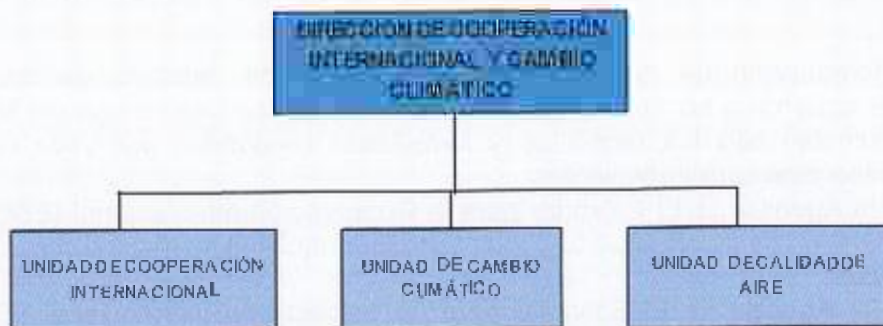 DIRECCIÓN DE COOPERACIÓN
INTERNACIONAL Y CAMBIO
CLIMÁTICO
UNIDAD DE COOPERACIÓN
INTERNACIONAL
UNIDAD DE CAMBIO
CLIMÁTICO
UNIDAD DE CALIDAD DE
AIRE